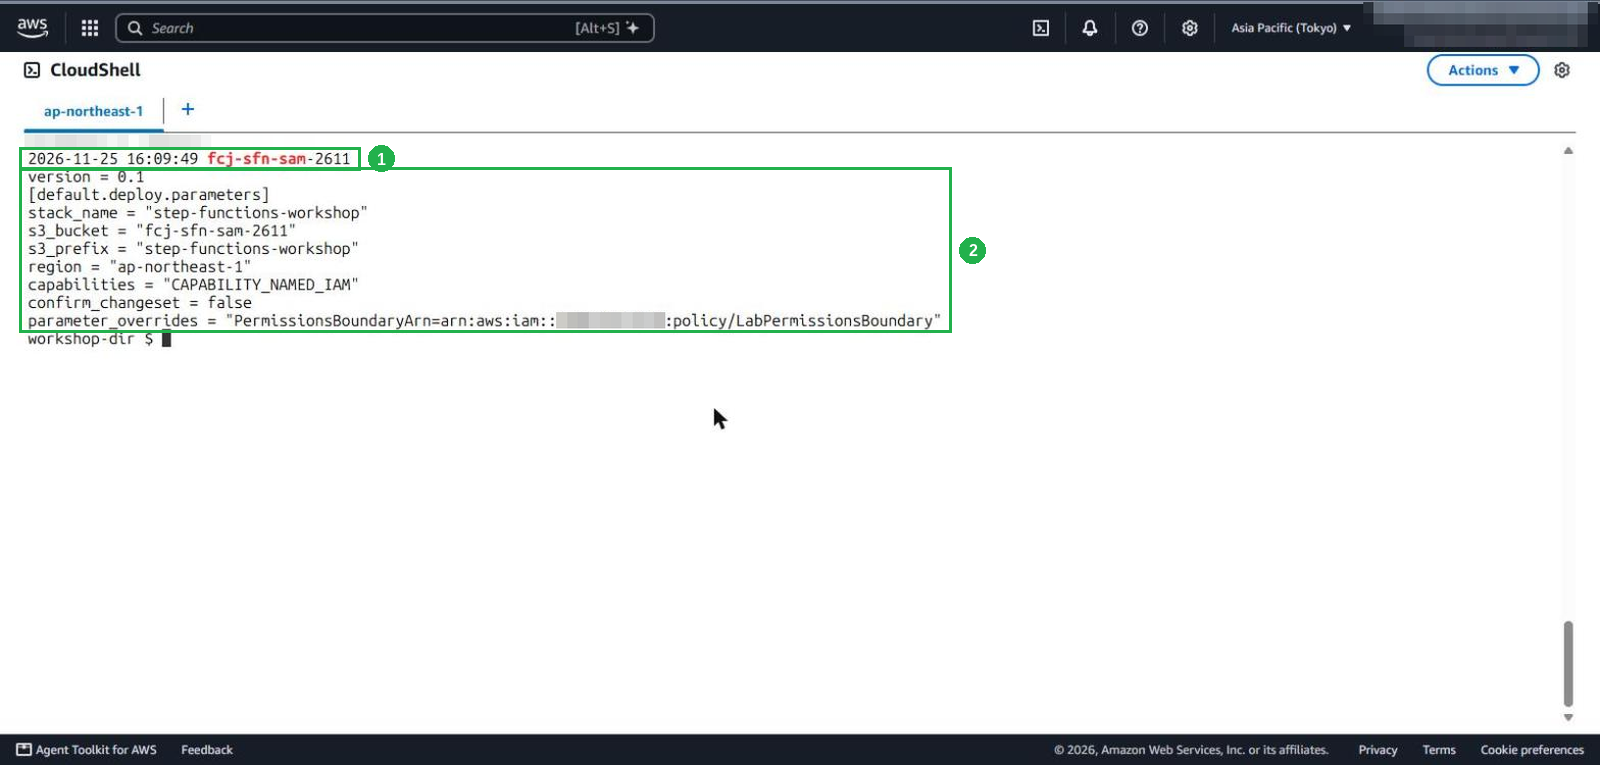 aws
Search [Alt+S]
Asia Pacific (Tokyo)
CloudShell
Actions
ap-northeast-1 +
2026-11-25 16:09:49 fcj-sfn-sam-2611
1
version = 0.1
[default.deploy.parameters]
stack_name = "step-functions-workshop"
s3_bucket = "fcj-sfn-sam-2611"
s3_prefix = "step-functions-workshop"
2
region = "ap-northeast-1"
capabilities = "CAPABILITY_NAMED_IAM"
confirm_changeset = false
parameter_overrides = "PermissionsBoundaryArn=arn:aws:iam:: :policy/LabPermissionsBoundary"
workshop-dir $
Agent Toolkit for AWS Feedback © 2026, Amazon Web Services, Inc. or its affiliates. Privacy Terms Cookie preferences